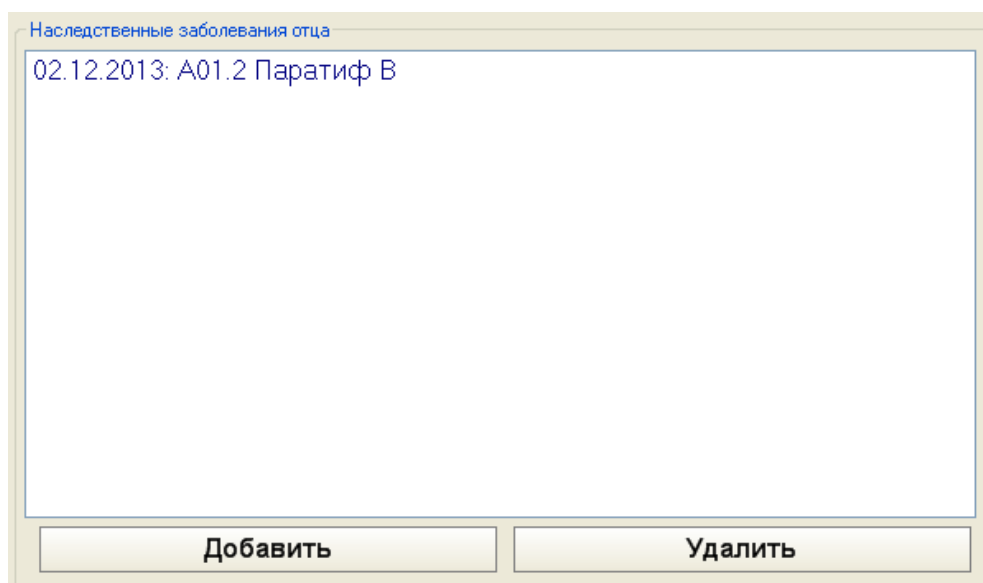 Наследственные заболевания отца
02.12.2013: A01.2 Паратиф B
Добавить
Удалить